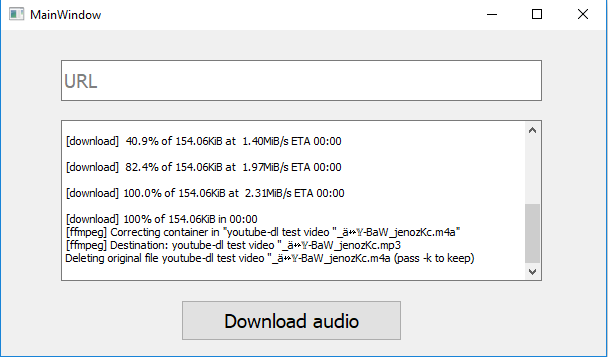 MainWindow
URL
[download]  40.9% of 154.06KiB at  1.40MiB/s ETA 00:00
[download]  82.4% of 154.06KiB at  1.97MiB/s ETA 00:00
[download] 100.0% of 154.06KiB at  2.31MiB/s ETA 00:00
[download] 100% of 154.06KiB in 00:00
[ffmpeg] Correcting container in "youtube-dl test video "_ä↭𝕐-BaW_jenozKc.m4a"
[ffmpeg] Destination: youtube-dl test video "_ä↭𝕐-BaW_jenozKc.mp3
Deleting original file youtube-dl test video "_ä↭𝕐-BaW_jenozKc.m4a (pass -k to keep)
Download audio